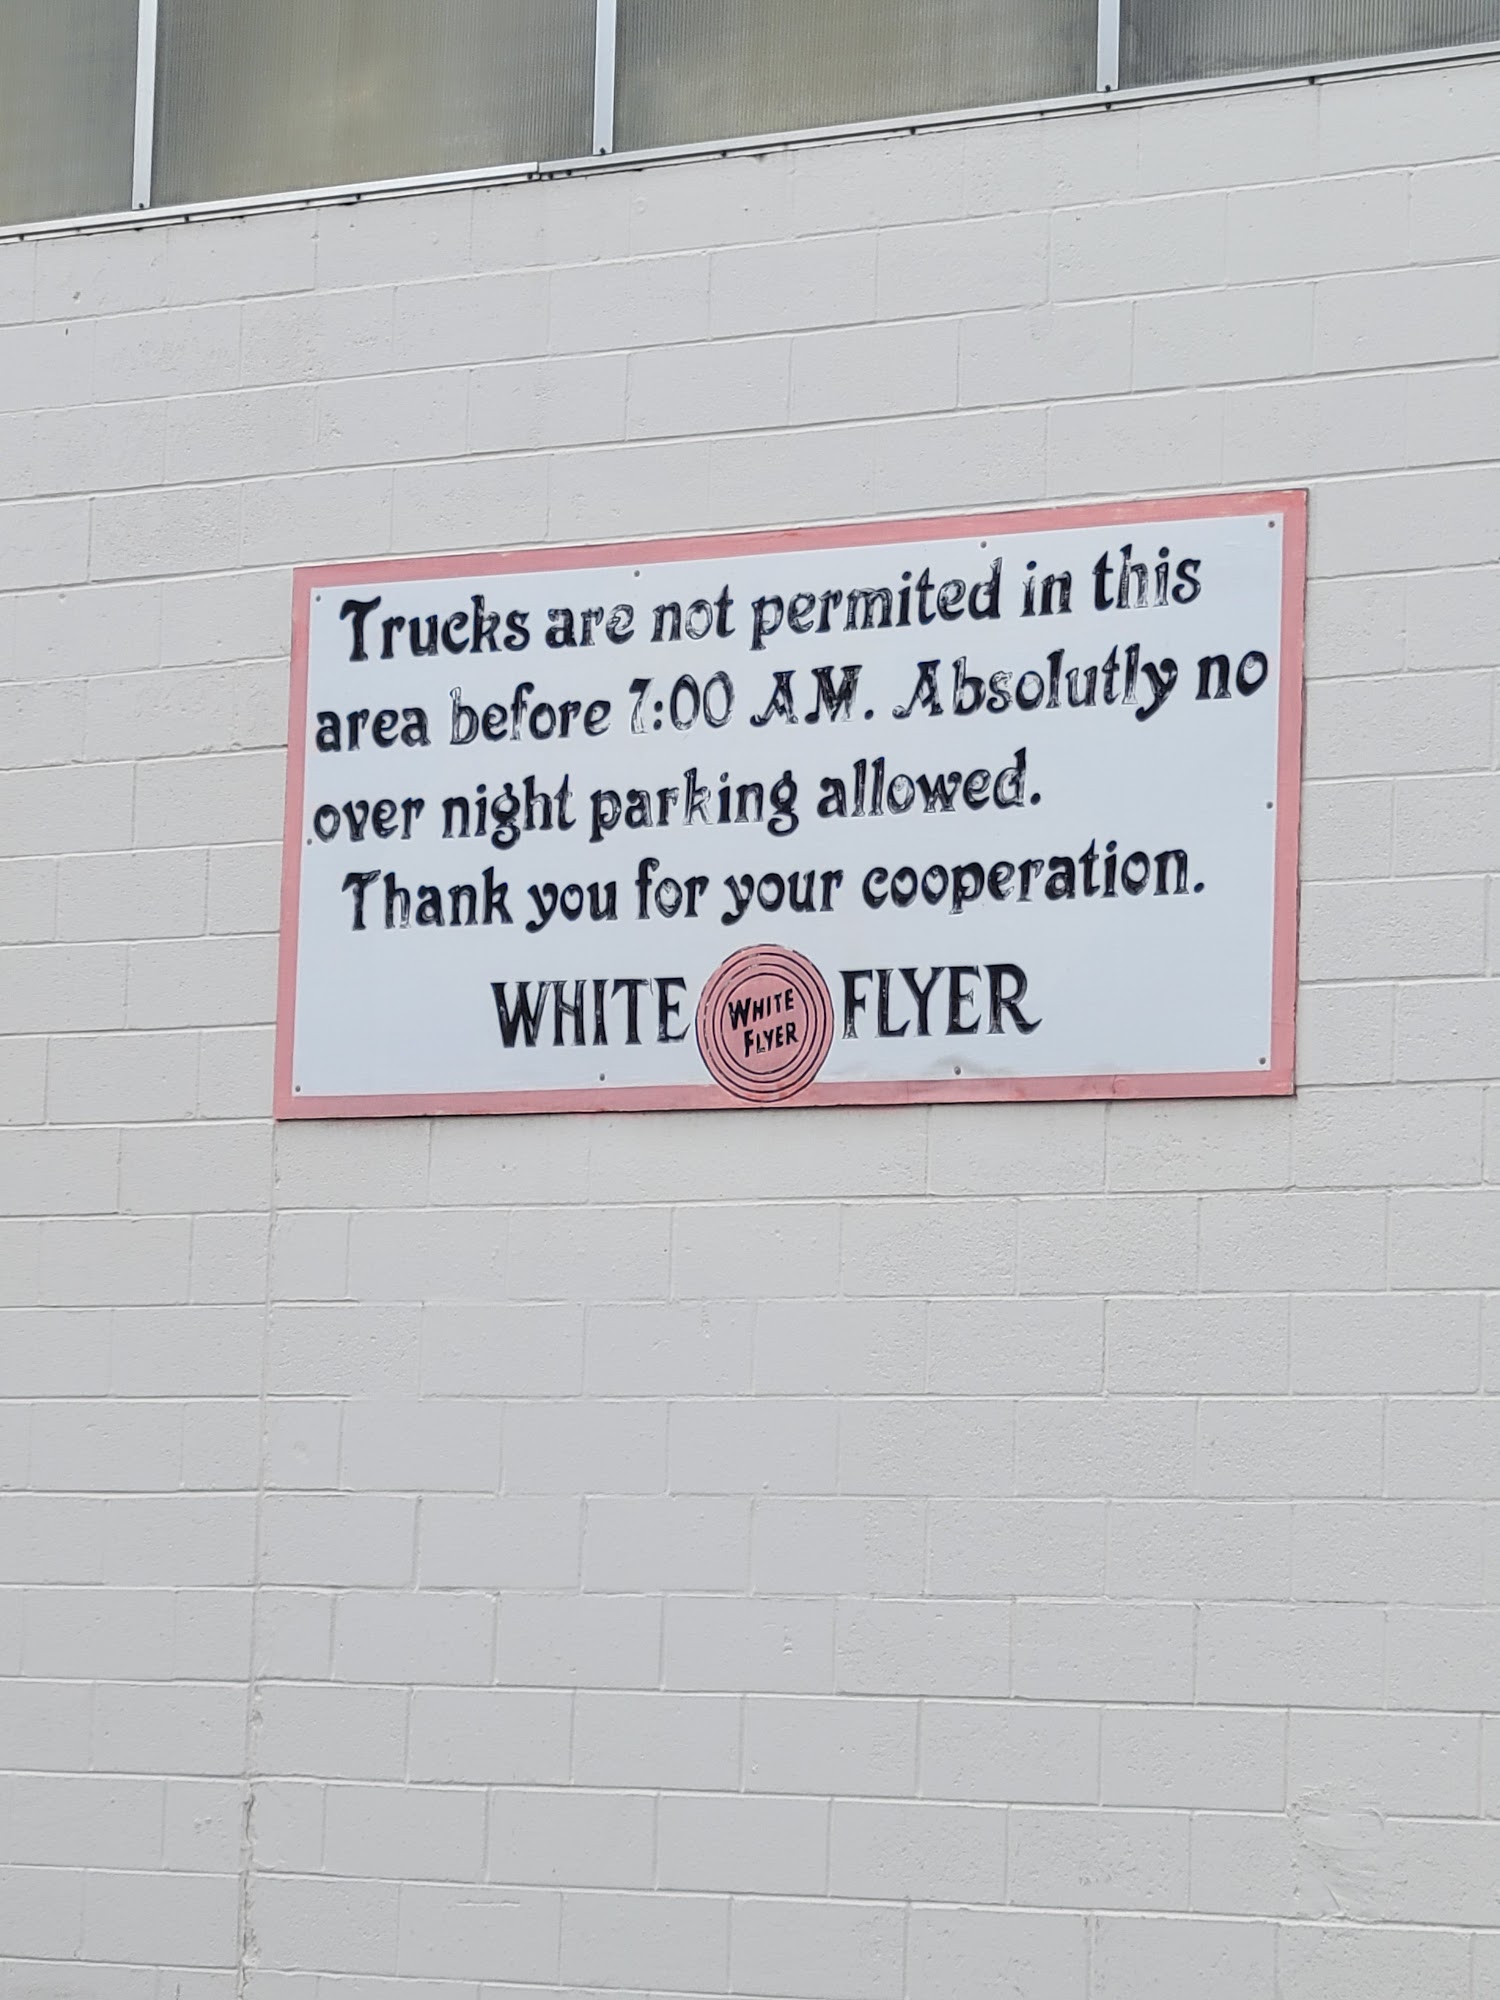 Trucks are not permited in this
area before 7:00 AM. Absolutly no
over night parking allowed.
Thank you for your cooperation.
WHITE FLYER
WHITE
FLYER